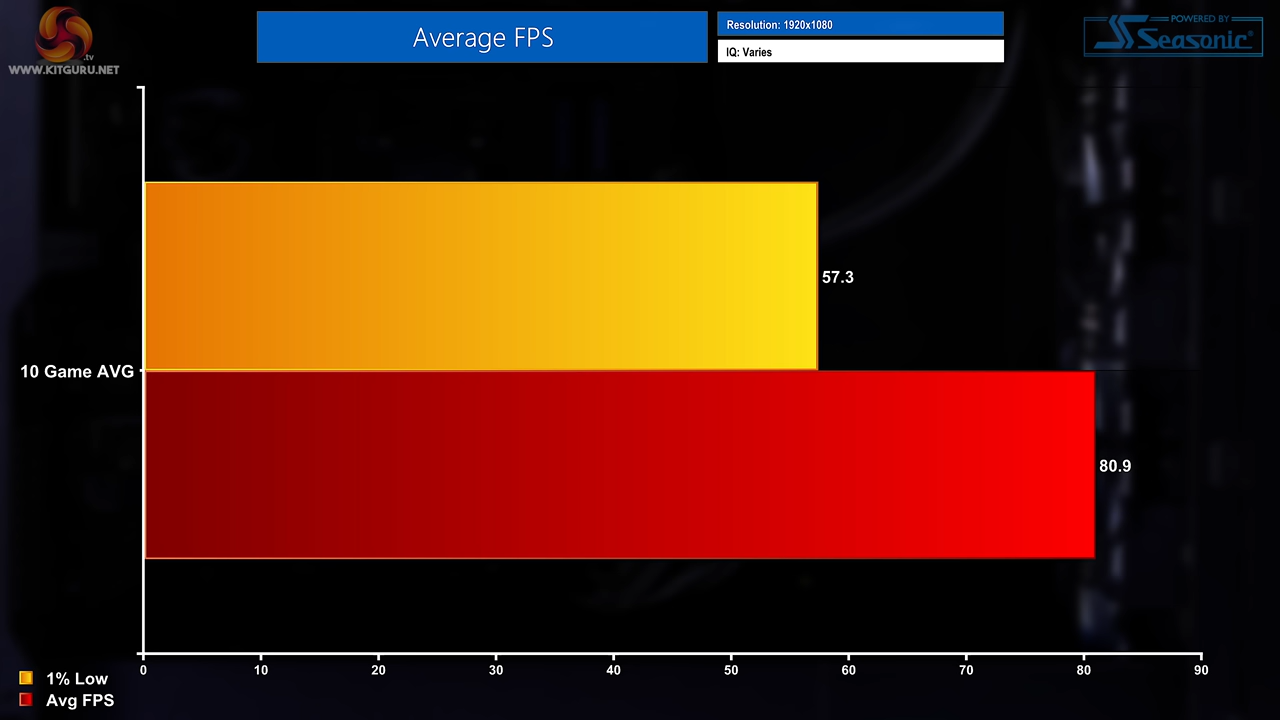 .tv
WWW.KITGURU.NET
Average FPS
Resolution: 1920x1080
IQ: Varies
POWERED BY
Seasonic®
57.3
10 Game AVG
80.9
0 10 20 30 40 50 60 70 80 90
1% Low
Avg FPS